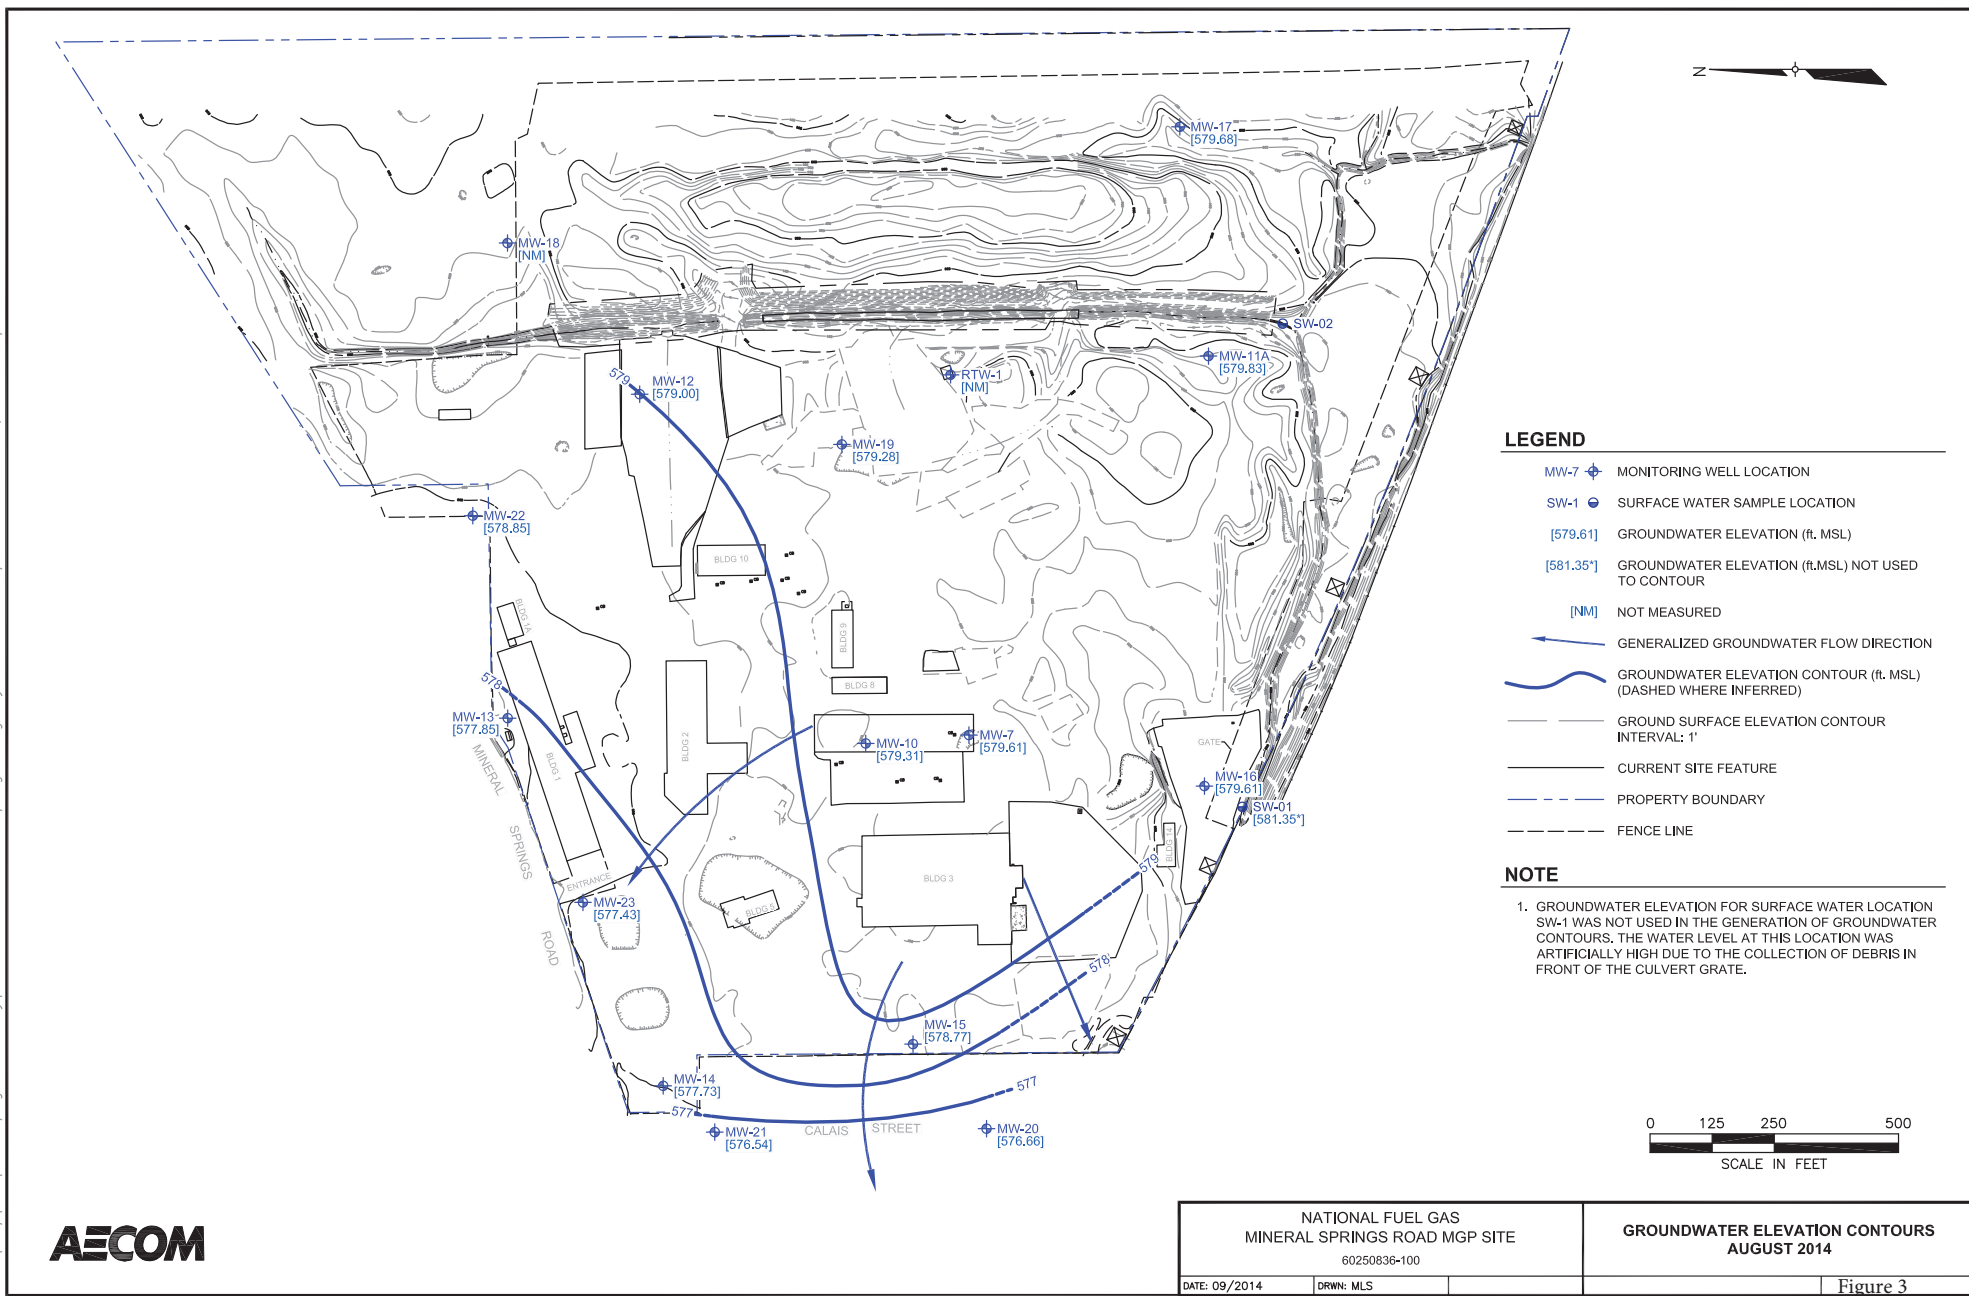 N
MW-17
[579.68]
MW-18
[NM]
SW-02
MW-11A
[579.83]
RTW-1
[NM]
579
MW-12
[579.00]
MW-19
[579.28]
MW-22
[578.85]
BLDG 10
BLDG 1A
BLDG 9
BLDG 8
578
MW-13
[577.85]
MINERAL
SPRINGS
ROAD
BLDG 1
BLDG 2
MW-10
[579.31]
MW-7
[579.61]
GATE
MW-16
[579.61]
SW-01
[581.35*]
BLDG 14
579
BLDG 3
ENTRANCE
MW-23
[577.43]
BLDG 5
578
MW-15
[578.77]
MW-14
[577.73]
577
577
MW-21
[576.54]
CALAIS STREET
MW-20
[576.66]
LEGEND
MW-7 MONITORING WELL LOCATION
SW-1 SURFACE WATER SAMPLE LOCATION
[579.61] GROUNDWATER ELEVATION (ft. MSL)
[581.35*] GROUNDWATER ELEVATION (ft.MSL) NOT USED
TO CONTOUR
[NM] NOT MEASURED
GENERALIZED GROUNDWATER FLOW DIRECTION
GROUNDWATER ELEVATION CONTOUR (ft. MSL)
(DASHED WHERE INFERRED)
GROUND SURFACE ELEVATION CONTOUR
INTERVAL: 1'
CURRENT SITE FEATURE
PROPERTY BOUNDARY
FENCE LINE
NOTE
1. GROUNDWATER ELEVATION FOR SURFACE WATER LOCATION
SW-1 WAS NOT USED IN THE GENERATION OF GROUNDWATER
CONTOURS. THE WATER LEVEL AT THIS LOCATION WAS
ARTIFICIALLY HIGH DUE TO THE COLLECTION OF DEBRIS IN
FRONT OF THE CULVERT GRATE.
0 125 250 500
SCALE IN FEET
AECOM
NATIONAL FUEL GAS
MINERAL SPRINGS ROAD MGP SITE
60250836-100
GROUNDWATER ELEVATION CONTOURS
AUGUST 2014
DATE: 09/2014
DRWN: MLS
Figure 3